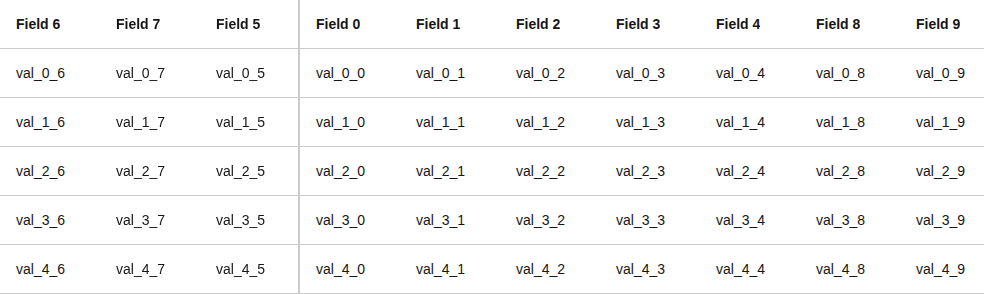 Field 6 Field 7 Field 5 Field 0 Field 1 Field 2 Field 3 Field 4 Field 8 Field 9
val_0_6 val_0_7 val_0_5 val_0_0 val_0_1 val_0_2 val_0_3 val_0_4 val_0_8 val_0_9
val_1_6 val_1_7 val_1_5 val_1_0 val_1_1 val_1_2 val_1_3 val_1_4 val_1_8 val_1_9
val_2_6 val_2_7 val_2_5 val_2_0 val_2_1 val_2_2 val_2_3 val_2_4 val_2_8 val_2_9
val_3_6 val_3_7 val_3_5 val_3_0 val_3_1 val_3_2 val_3_3 val_3_4 val_3_8 val_3_9
val_4_6 val_4_7 val_4_5 val_4_0 val_4_1 val_4_2 val_4_3 val_4_4 val_4_8 val_4_9